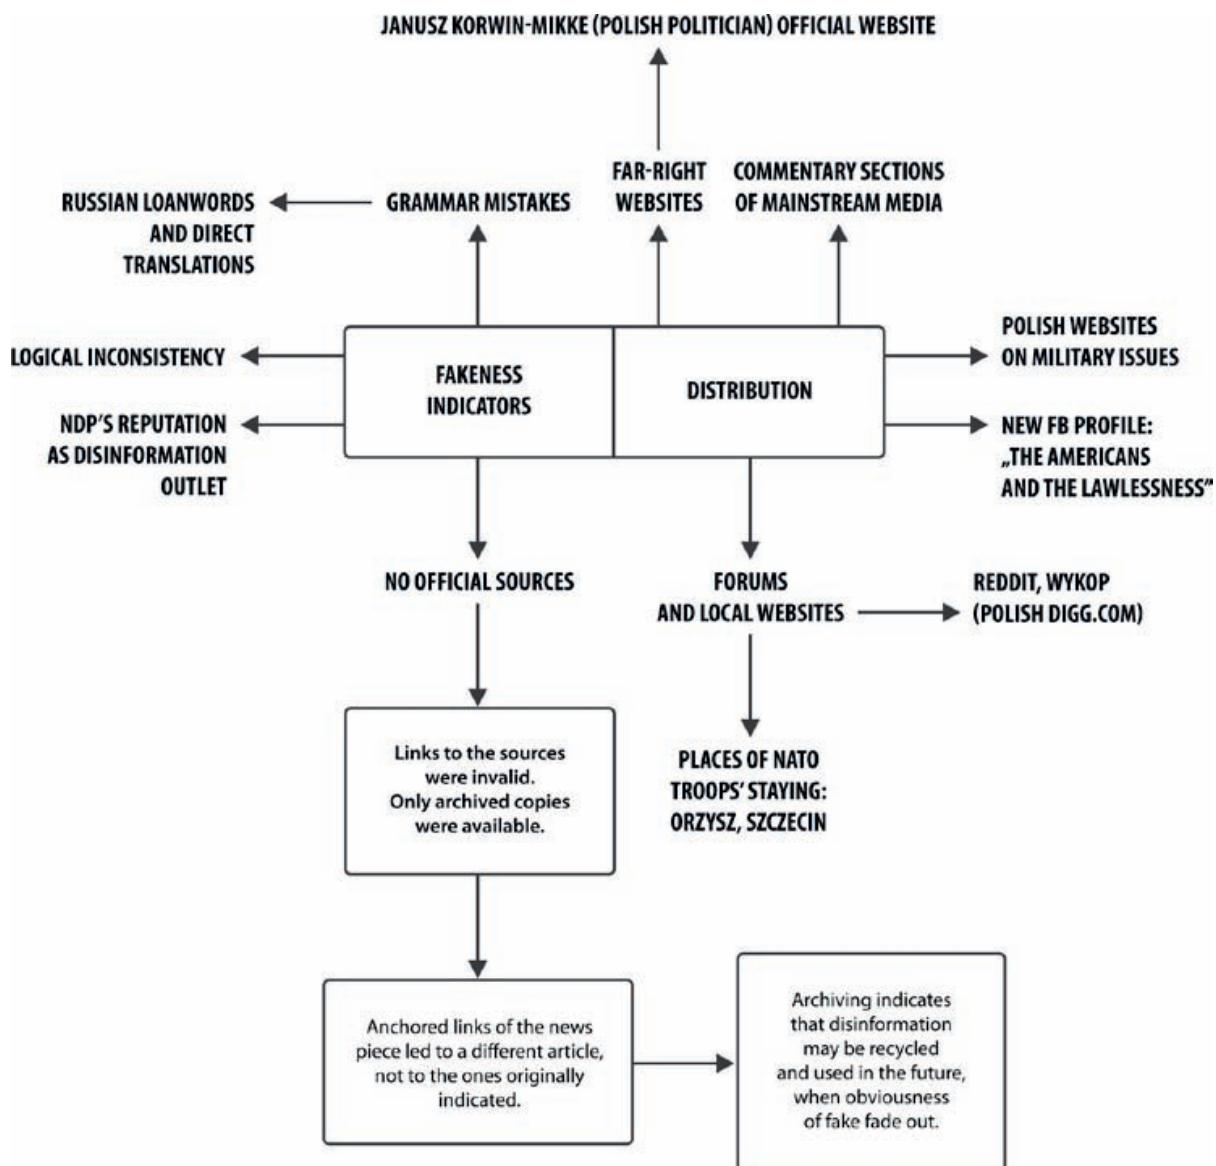 JANUSZ KORWIN-MIKKE (POLISH POLITICIAN) OFFICIAL WEBSITE
FAR-RIGHT
WEBSITES
COMMENTARY SECTIONS
OF MAINSTREAM MEDIA
RUSSIAN LOANWORDS
AND DIRECT
TRANSLATIONS
GRAMMAR MISTAKES
LOGICAL INCONSISTENCY
NDP'S REPUTATION
AS DISINFORMATION
OUTLET
FAKENESS
INDICATORS
DISTRIBUTION
POLISH WEBSITES
ON MILITARY ISSUES
NEW FB PROFILE:
„THE AMERICANS
AND THE LAWLESSNESS”
NO OFFICIAL SOURCES
FORUMS
AND LOCAL WEBSITES
REDDIT, WYKOP
(POLISH DIGG.COM)
Links to the sources
were invalid.
Only archived copies
were available.
PLACES OF NATO
TROOPS' STAYING:
ORZYSZ, SZCZECIN
Anchored links of the news
piece led to a different article,
not to the ones originally
indicated.
Archiving indicates
that disinformation
may be recycled
and used in the future,
when obviousness
of fake fade out.